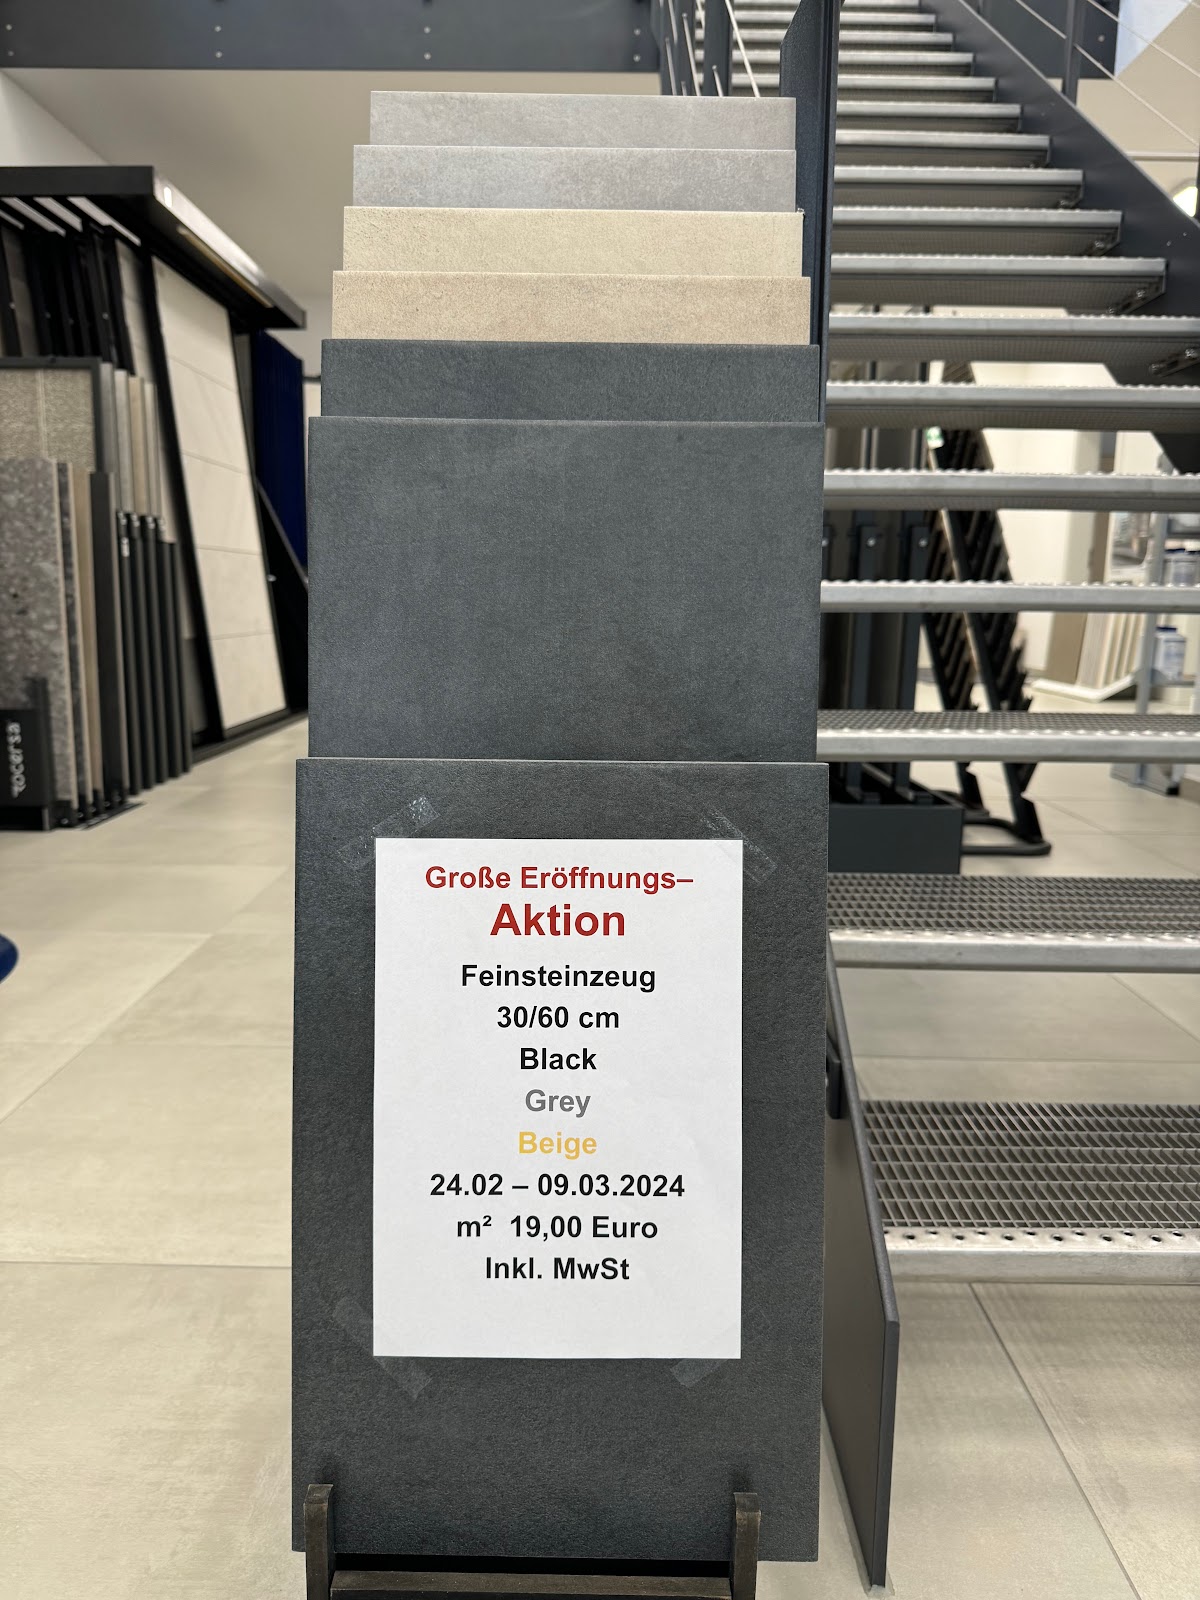 Große Eröffnungs–
Aktion
Feinsteinzeug
30/60 cm
Black
Grey
Beige
24.02 – 09.03.2024
m² 19,00 Euro
Inkl. MwSt
rocersa